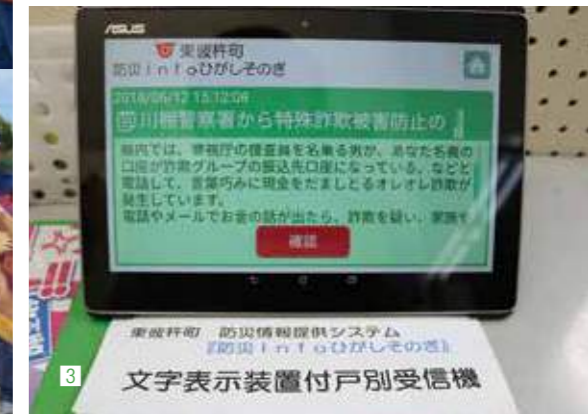 ASUS
東彼杵町
防災infoひがしそのぎ
2018/06/12 15:12:08
川棚警察署から特殊詐欺被害防止の
県内では、警視庁の捜査員を名乗る男が、あなた名義の
口座が詐欺グループの振込先口座になっている、などと
電話して、言葉巧みに現金をだましとるオレオレ詐欺が
発生しています。
電話やメールでお金の話が出たら、詐欺を疑い、家族や
確認
東彼杵町 防災情報提供システム
『防災infoひがしそのぎ』
3
文字表示装置付戸別受信機